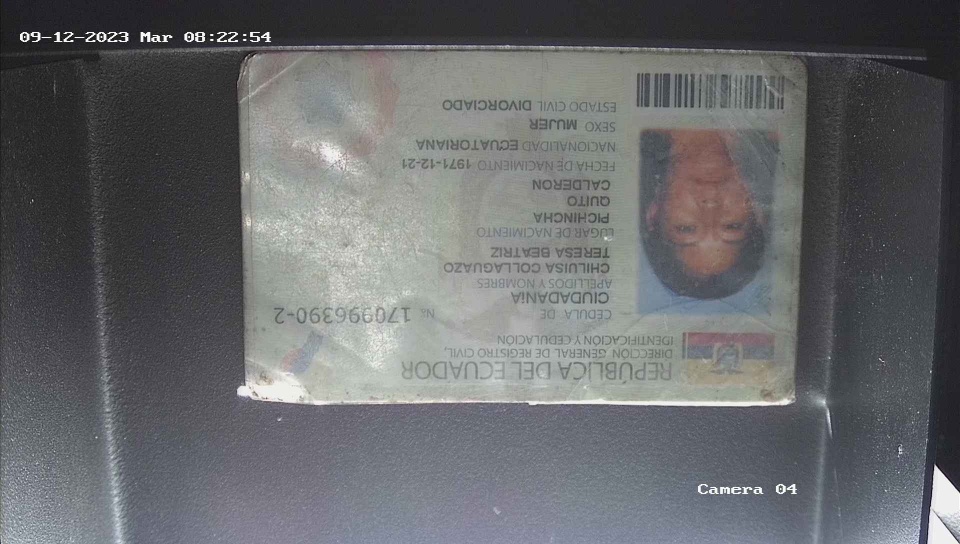 09-12-2023 Mar 08:22:54
REPÚBLICA DEL ECUADOR
DIRECCIÓN GENERAL DE REGISTRO CIVIL,
IDENTIFICACIÓN Y CEDULACIÓN
CÉDULA DE
CIUDADANÍA
No. 170996390-2
APELLIDOS Y NOMBRES
CHILUISA COLLAGUAZO
TERESA BEATRIZ
LUGAR DE NACIMIENTO
PICHINCHA
QUITO
CALDERON
FECHA DE NACIMIENTO 1971-12-21
NACIONALIDAD ECUATORIANA
SEXO MUJER
ESTADO CIVIL DIVORCIADO
Camera 04